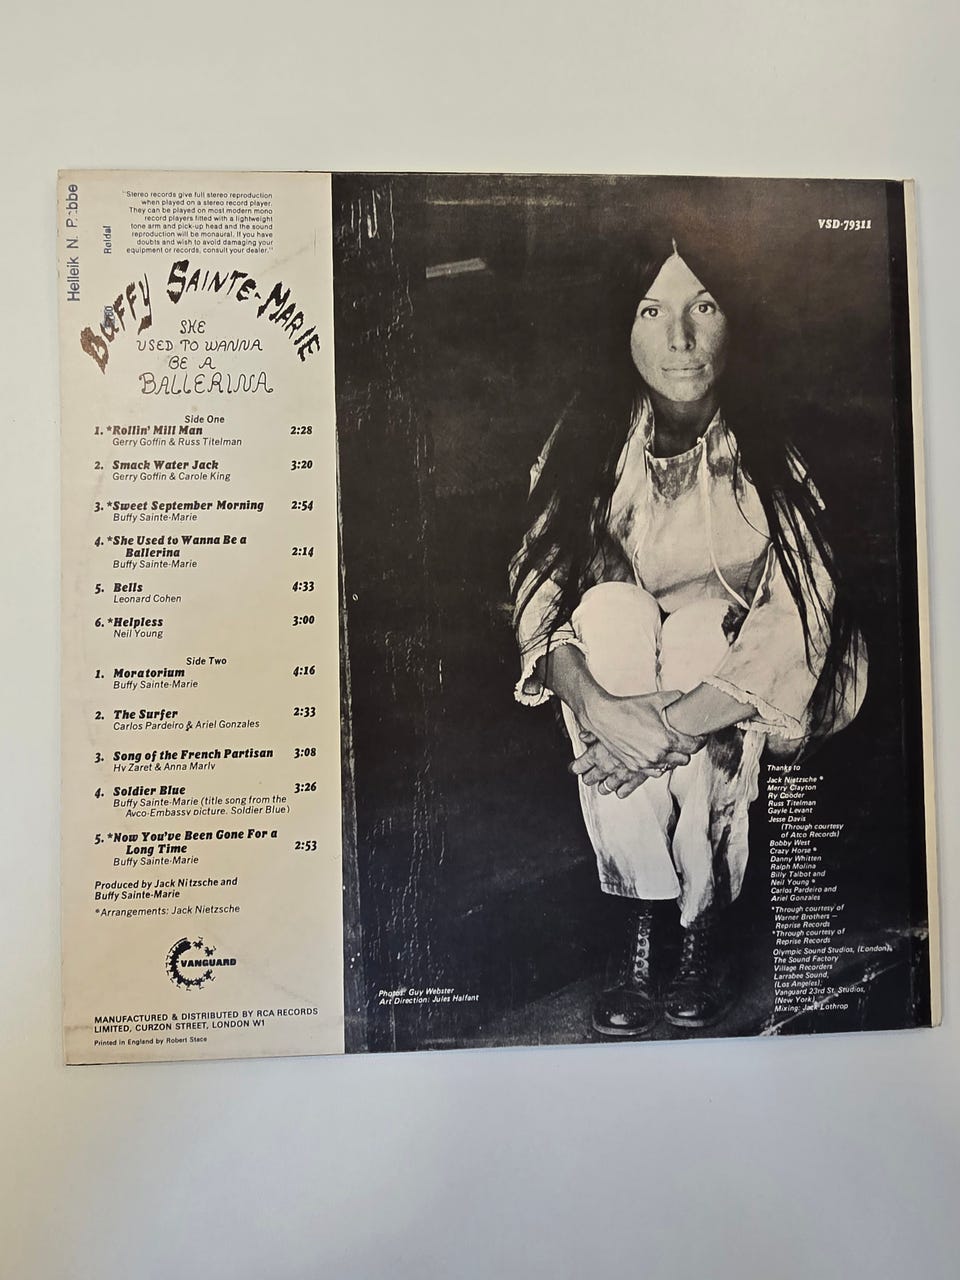 Helleik N.
Røldal
"Stereo records give full stereo reproduction
when played on a stereo record player.
They can be played on most modern mono
record players fitted with a lightweight
tone arm and pick-up head and the sound
reproduction will be monaural. If you have
doubts and wish to avoid damaging your
equipment or records, consult your dealer."
BUFFY SAINTE-MARIE
SHE
USED TO WANNA
BE A
BALLERINA
Side One
1. *Rollin' Mill Man 2:28
Gerry Goffin & Russ Titelman
2. Smack Water Jack 3:20
Gerry Goffin & Carole King
3. *Sweet September Morning 2:54
Buffy Sainte-Marie
4. *She Used to Wanna Be a
Ballerina 2:14
Buffy Sainte-Marie
5. Bells 4:33
Leonard Cohen
6. *Helpless 3:00
Neil Young
Side Two
1. Moratorium 4:16
Buffy Sainte-Marie
2. The Surfer 2:33
Carlos Pardeiro & Ariel Gonzales
3. Song of the French Partisan 3:08
Hy Zaret & Anna Marly
4. Soldier Blue 3:26
Buffy Sainte-Marie (title song from the
Avco-Embassy picture, Soldier Blue)
5. *Now You've Been Gone For a
Long Time 2:53
Buffy Sainte-Marie
Produced by Jack Nitzsche and
Buffy Sainte-Marie
*Arrangements: Jack Nietzsche
VANGUARD
MANUFACTURED & DISTRIBUTED BY RCA RECORDS
LIMITED, CURZON STREET, LONDON W1
Printed in England by Robert Stace
VSD-79311
Photos: Guy Webster
Art Direction: Jules Halfant
Thanks to
Jack Nietzsche *
Merry Clayton
Ry Cooder
Russ Titelman
Gayle Levant
Jesse Davis
(Through courtesy
of Atco Records)
Bobby West
Crazy Horse *
Danny Whitten
Ralph Molina
Billy Talbot and
Neil Young *
Carlos Pardeiro and
Ariel Gonzales
*Through courtesy of
Warner Brothers —
Reprise Records
*Through courtesy of
Reprise Records
Olympic Sound Studios, (London),
The Sound Factory
Village Recorders
Larrabee Sound,
(Los Angeles);
Vanguard 23rd St. Studios,
(New York)
Mixing: Jack Lothrop